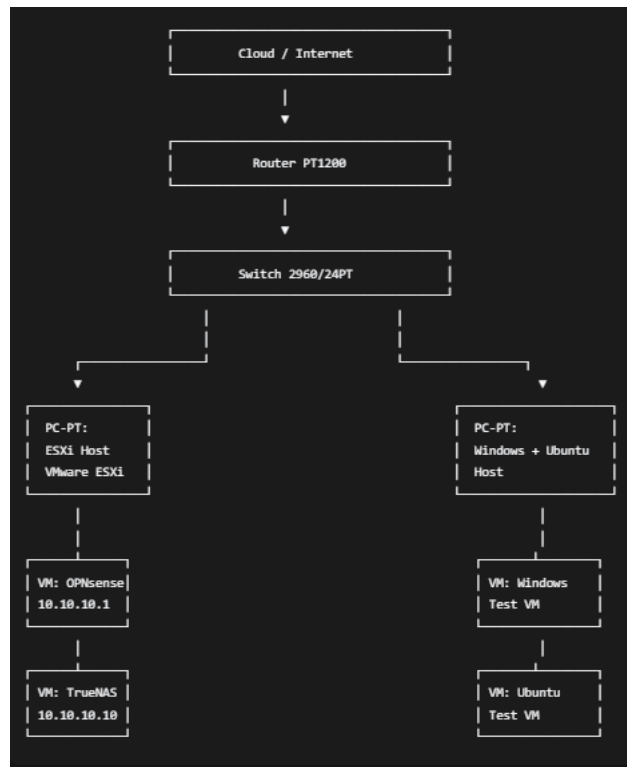 Cloud / Internet
Router PT1200
Switch 2960/24PT
PC-PT:
ESXi Host
VMware ESXi
PC-PT:
Windows + Ubuntu
Host
VM: OPNsense
10.10.10.1
VM: Windows
Test VM
VM: TrueNAS
10.10.10.10
VM: Ubuntu
Test VM